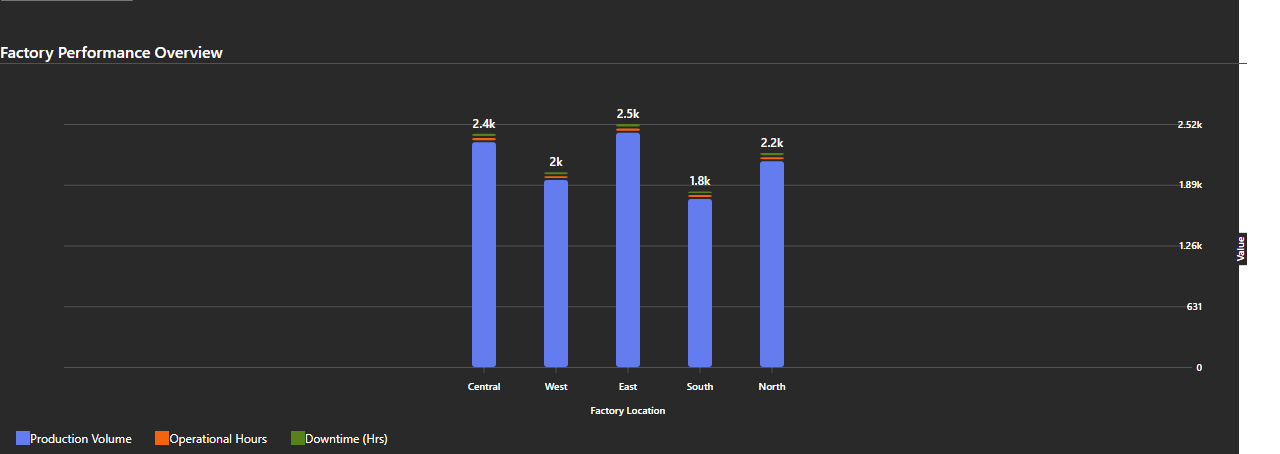 Factory Performance Overview
2.4k
2k
2.5k
1.8k
2.2k
2.52k
1.89k
1.26k
631
0
Value
Central
West
East
South
North
Factory Location
Production Volume
Operational Hours
Downtime (Hrs)